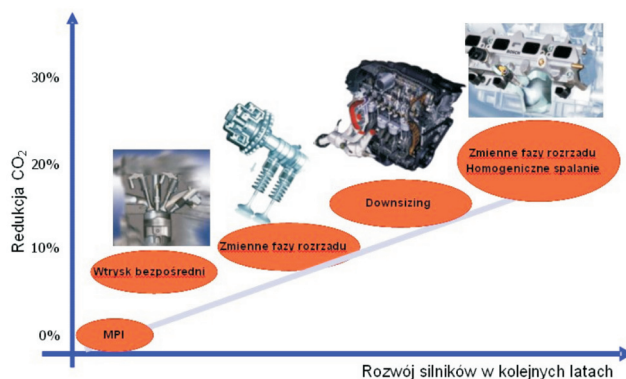 Redukcja CO₂
30%
20%
10%
0%
MPI
Wtrysk bezpośredni
Zmienne fazy rozrządu
Downsizing
Zmienne fazy rozrządu
Homogeniczne spalanie
Rozwój silników w kolejnych latach